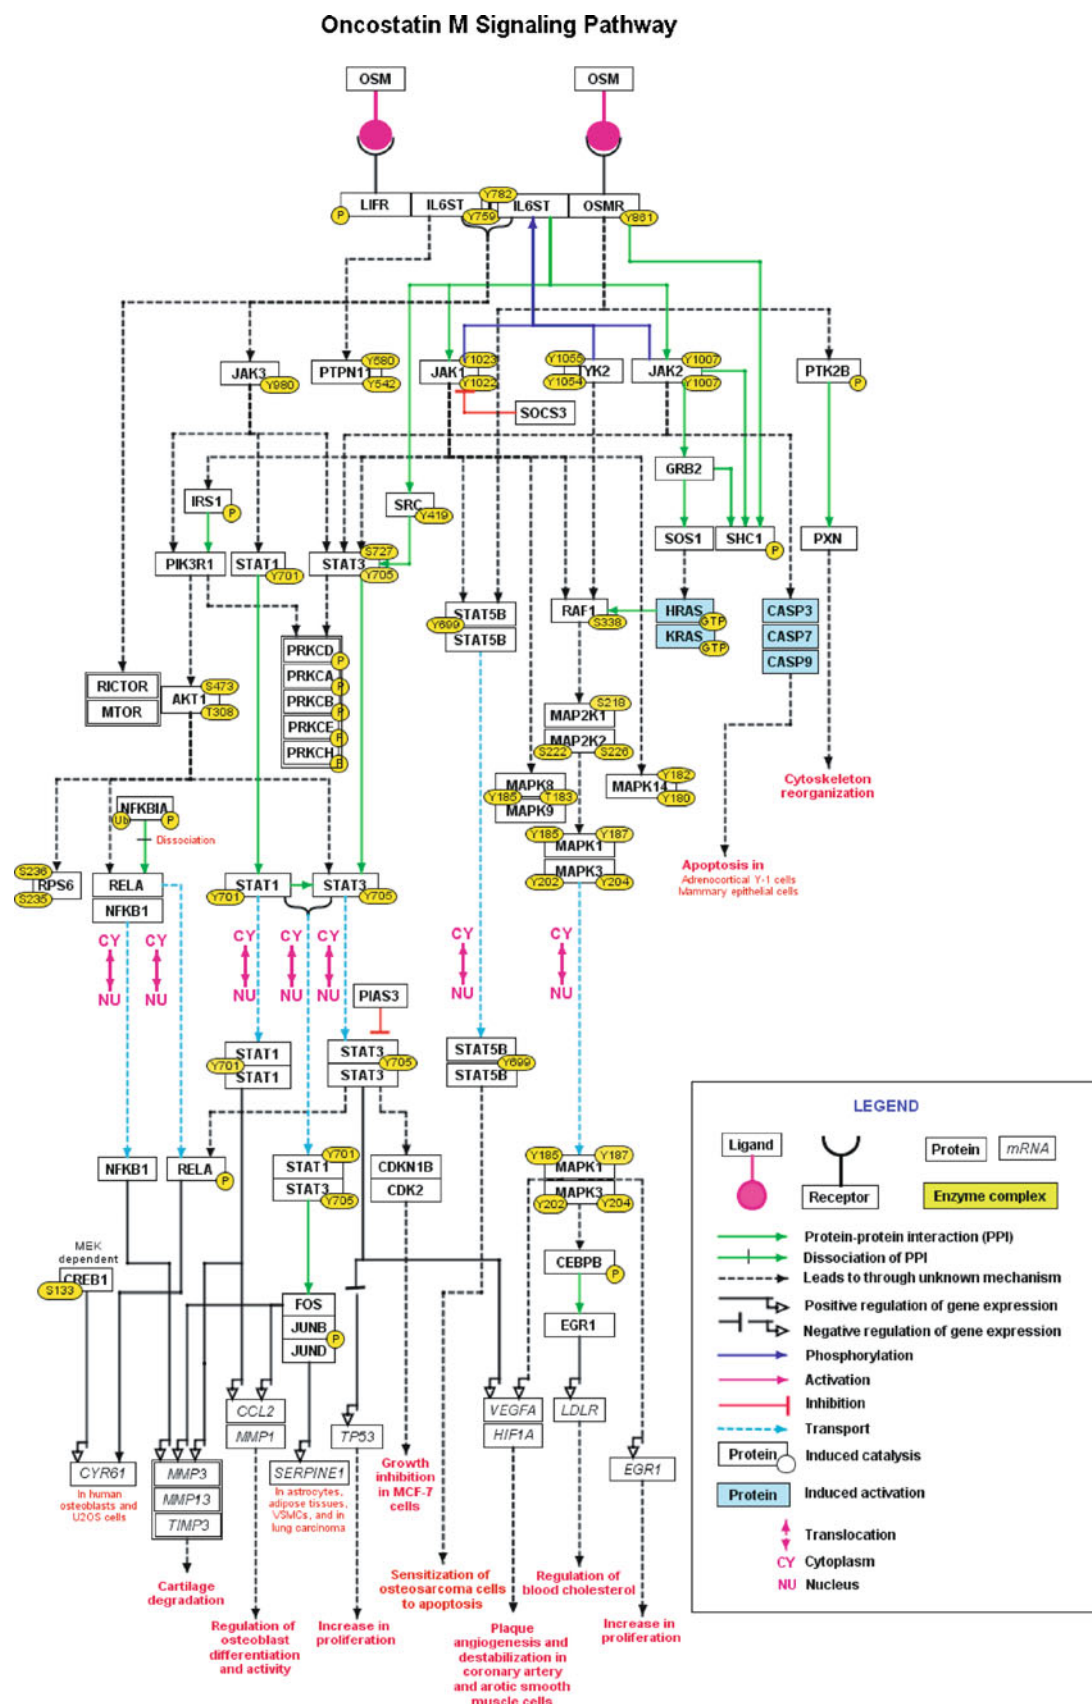 Oncostatin M Signaling Pathway
OSM
OSM
LIFR
IL6ST
IL6ST
OSMR
P
Y782
Y759
Y861
JAK3
Y980
PTPN11
Y580
Y542
JAK1
Y1023
Y1022
TYK2
Y1055
Y1054
JAK2
Y1007
Y1007
PTK2B
P
SOCS3
GRB2
IRS1
P
SRC
Y419
SOS1
SHC1
P
PXN
PIK3R1
STAT1
Y701
STAT3
S727
Y705
STAT5B
Y699
STAT5B
RAF1
S338
HRAS
GTP
KRAS
GTP
CASP3
CASP7
CASP9
PRKCD
P
PRKCA
P
PRKCB
P
PRKCE
P
PRKCH
P
RICTOR
MTOR
AKT1
S473
T308
MAP2K1
S218
MAP2K2
S222
S226
MAPK8
Y185
T183
MAPK9
MAPK14
Y182
Y180
Cytoskeleton
reorganization
NFKBIA
Ub
P
Dissociation
MAPK1
Y185
Y187
MAPK3
Y202
Y204
Apoptosis in
Adrenocortical Y-1 cells
Mammary epithelial cells
RPS6
S236
S235
RELA
NFKB1
STAT1
Y701
STAT3
Y705
CY
NU
CY
NU
CY
NU
CY
NU
CY
NU
CY
NU
CY
NU
PIAS3
STAT1
Y701
STAT1
STAT3
Y705
STAT3
STAT5B
Y699
STAT5B
NFKB1
RELA
P
STAT1
Y701
STAT3
Y705
CDKN1B
CDK2
MAPK1
Y185
Y187
MAPK3
Y202
Y204
MEK
dependent
CREB1
S133
CEBPB
P
EGR1
FOS
JUNB
P
JUND
CCL2
MMP1
TP53
VEGFA
HIF1A
LDLR
EGR1
CYR61
In human
osteoblasts and
U2OS cells
MMP3
MMP13
TIMP3
SERPINE1
In astrocytes,
adipose tissues,
VSMCs, and in
lung carcinoma
Growth
inhibition
in MCF-7
cells
Cartilage
degradation
Regulation of
osteoblast
differentiation
and activity
Increase in
proliferation
Sensitization of
osteosarcoma cells
to apoptosis
Plaque
angiogenesis and
destabilization in
coronary artery
and arotic smooth
muscle cells
Regulation of
blood cholesterol
Increase in
proliferation
LEGEND
Ligand
Receptor
Protein
mRNA
Enzyme complex
Protein-protein interaction (PPI)
Dissociation of PPI
Leads to through unknown mechanism
Positive regulation of gene expression
Negative regulation of gene expression
Phosphorylation
Activation
Inhibition
Transport
Protein
Induced catalysis
Protein
Induced activation
Translocation
CY Cytoplasm
NU Nucleus